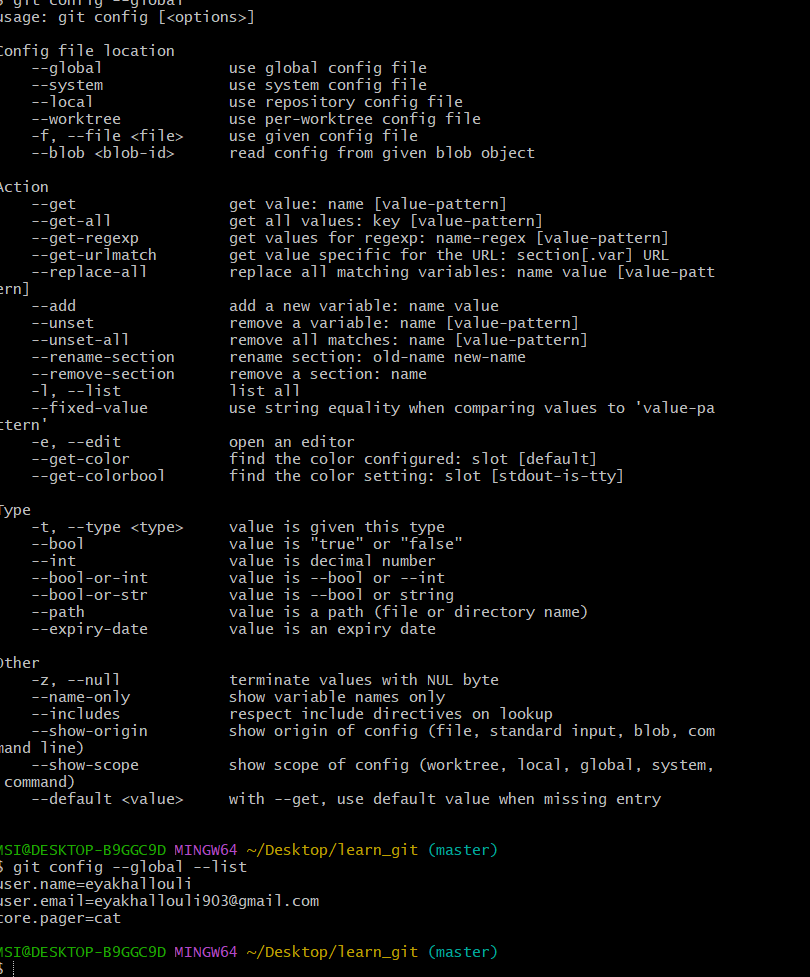 $ git config --global
usage: git config [<options>]
Config file location
--global use global config file
--system use system config file
--local use repository config file
--worktree use per-worktree config file
-f, --file <file> use given config file
--blob <blob-id> read config from given blob object
Action
--get get value: name [value-pattern]
--get-all get all values: key [value-pattern]
--get-regexp get values for regexp: name-regex [value-pattern]
--get-urlmatch get value specific for the URL: section[.var] URL
--replace-all replace all matching variables: name value [value-patt
ern]
--add add a new variable: name value
--unset remove a variable: name [value-pattern]
--unset-all remove all matches: name [value-pattern]
--rename-section rename section: old-name new-name
--remove-section remove a section: name
-l, --list list all
--fixed-value use string equality when comparing values to 'value-pa
ttern'
-e, --edit open an editor
--get-color find the color configured: slot [default]
--get-colorbool find the color setting: slot [stdout-is-tty]
Type
-t, --type <type> value is given this type
--bool value is "true" or "false"
--int value is decimal number
--bool-or-int value is --bool or --int
--bool-or-str value is --bool or string
--path value is a path (file or directory name)
--expiry-date value is an expiry date
Other
-z, --null terminate values with NUL byte
--name-only show variable names only
--includes respect include directives on lookup
--show-origin show origin of config (file, standard input, blob, com
mand line)
--show-scope show scope of config (worktree, local, global, system,
command)
--default <value> with --get, use default value when missing entry
MSI@DESKTOP-B9GGC9D MINGW64 ~/Desktop/learn_git (master)
$ git config --global --list
user.name=eyakhallouli
user.email=eyakhallouli903@gmail.com
core.pager=cat
MSI@DESKTOP-B9GGC9D MINGW64 ~/Desktop/learn_git (master)
$